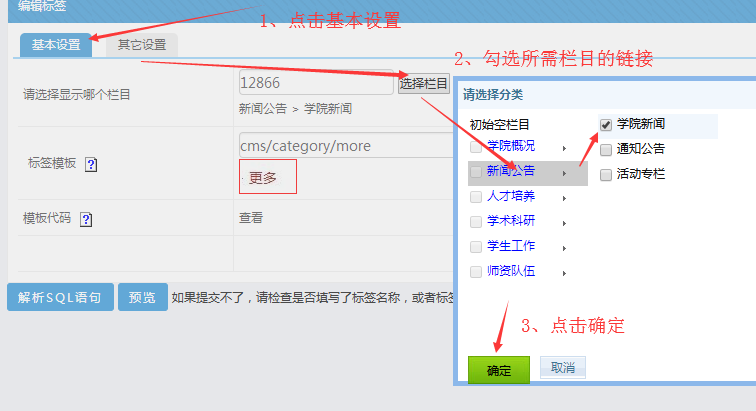 编辑标签
1、点击基本设置
基本设置
其它设置
2、勾选所需栏目的链接
请选择显示哪个栏目
12866
选择栏目
新闻公告 > 学院新闻
标签模板 ?
cms/category/more
· 更多
模板代码 ?
查看
解析SQL语句
预览
如果提交不了，请检查是否填写了标签名称，或者标签
请选择分类
初始空栏目
学院概况
新闻公告
人才培养
学术科研
学生工作
师资队伍
学院新闻
通知公告
活动专栏
3、点击确定
确定
取消